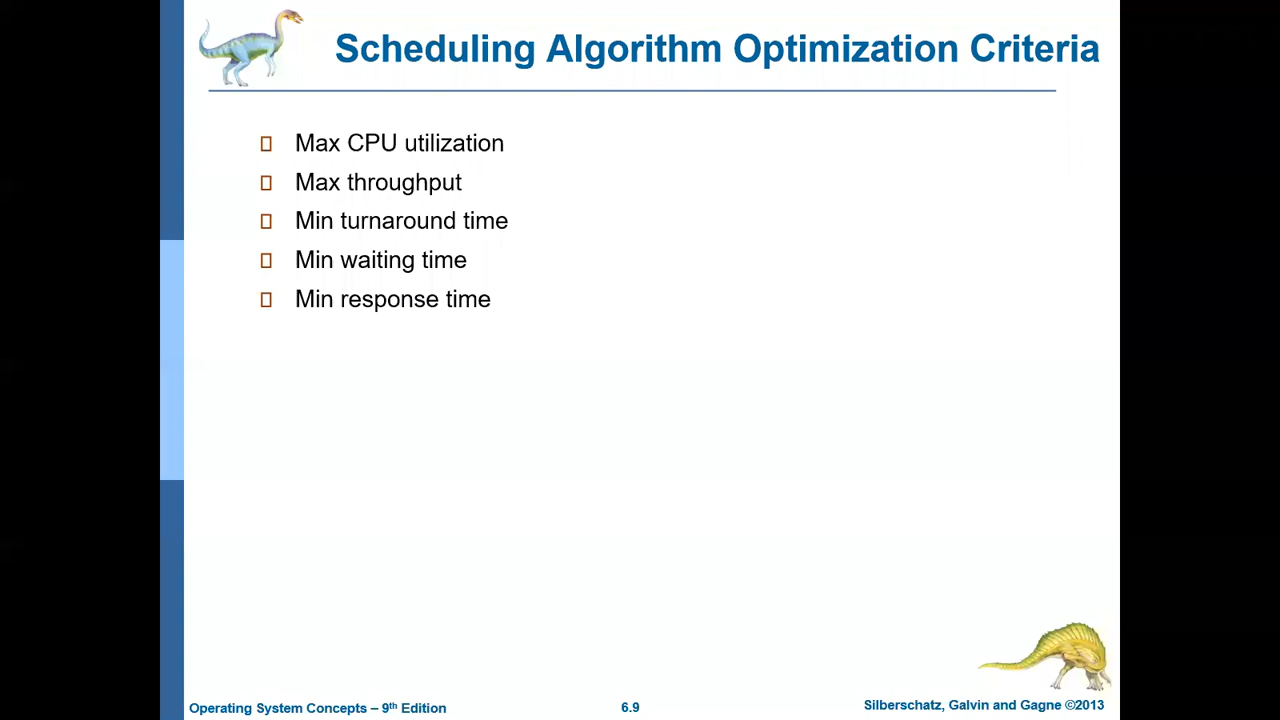 Scheduling Algorithm Optimization Criteria
Max CPU utilization
Max throughput
Min turnaround time
Min waiting time
Min response time
Operating System Concepts – 9th Edition
6.9
Silberschatz, Galvin and Gagne ©2013